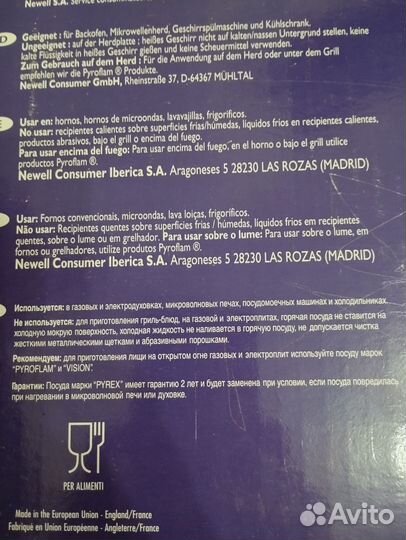 Newell S.A. Service consommateurs
D
Geeignet : für Backofen, Mikrowellenherd, Geschirrspülmaschine und Kühlschrank.
Ungeeignet : auf der Herdplatte ; heißes Geschirr nicht auf kalten/nassen Untergrund stellen, keine
kalte Flüssigkeit in heißes Geschirr gießen und keine Scheuermittel verwenden.
Zum Gebrauch auf dem Herd : Für die Anwendung auf dem Herd oder unter dem Grill
empfehlen wir die Pyroflam ® Produkte.
Newell Consumer GmbH, Rheinstraße 37, D-64367 MÜHLTAL
E
Usar en: hornos, hornos de microondas, lavavajillas, frigoríficos.
No usar: recipientes calientes sobre superficies frías/húmedas, líquidos fríos en recipientes calientes,
productos abrasivos, bajo el grill o encima del fuego.
Para usar encima del fuego: Para usar encima del fuego, en el horno o bajo el grill utilice
productos Pyroflam ®.
Newell Consumer Iberica S.A. Aragoneses 5 28230 LAS ROZAS (MADRID)
Usar: Fornos convencionais, microondas, lava loiças, frigoríficos.
Não usar: Recipientes quentes sobre superfícies frias / húmedas, líquidos frios em recipientes
quentes, sobre o lume ou em grelhador. Para usar sobre o lume: Para usar sobre o lume, em
fornos ou grelhadores, utilize produtos Pyroflam ®.
Newell Consumer Iberica S.A. Aragoneses 5 28230 LAS ROZAS (MADRID)
Используется: в газовых и электродуховках, микроволновых печах, посудомоечных машинах и холодильниках.
Не используется: для приготовления гриль-блюд, на газовой и электроплитах, горячая посуда не ставится на
холодную мокрую поверхность, холодная жидкость не наливается в горячую посуду, не допускается чистка
жесткими металлическими щетками и абразивными порошками.
Рекомендуем: для приготовления пищи на открытом огне газовых и электроплит используйте посуду марок
"PYROFLAM" и "VISION".
Гарантии: Посуда марки "PYREX" имеет гарантию 2 лет и будет заменена при условии, если посуда повредилась
при нагревании в микроволновой печи или духовке.
PER ALIMENTI
Made in the European Union - England/France
Fabriqué en Union Européenne - Angleterre/France
Avito